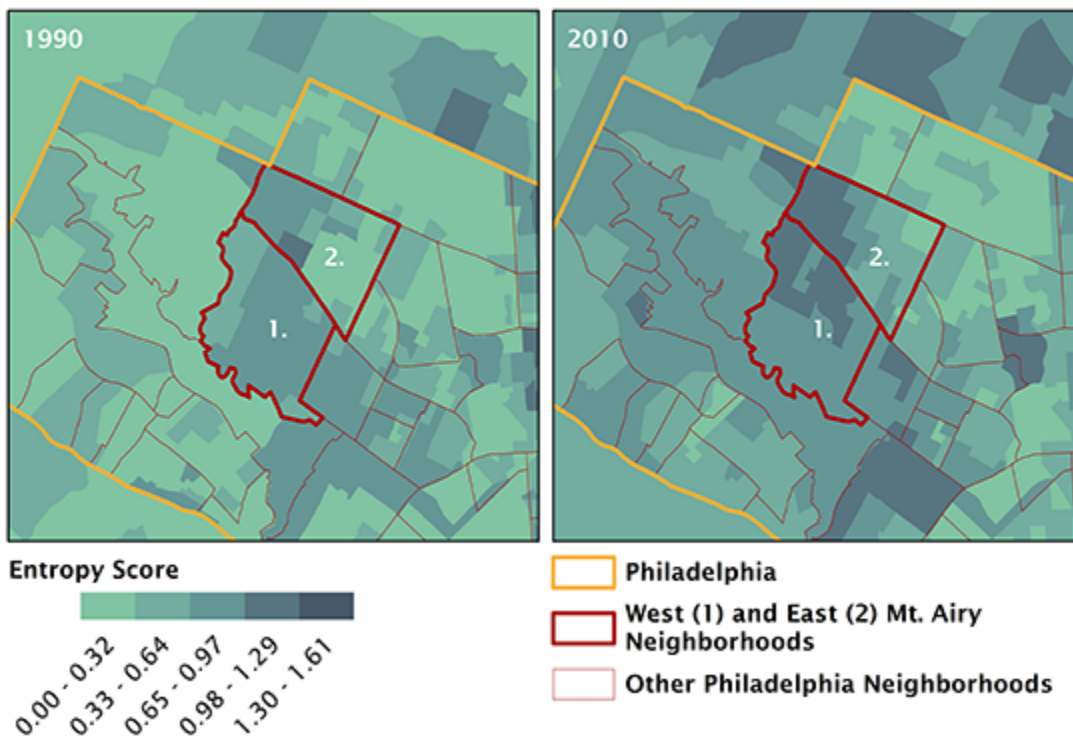 1990
2010
2.
1.
2.
1.
Entropy Score
0.00 - 0.32
0.33 - 0.64
0.65 - 0.97
0.98 - 1.29
1.30 - 1.61
Philadelphia
West (1) and East (2) Mt. Airy
Neighborhoods
Other Philadelphia Neighborhoods